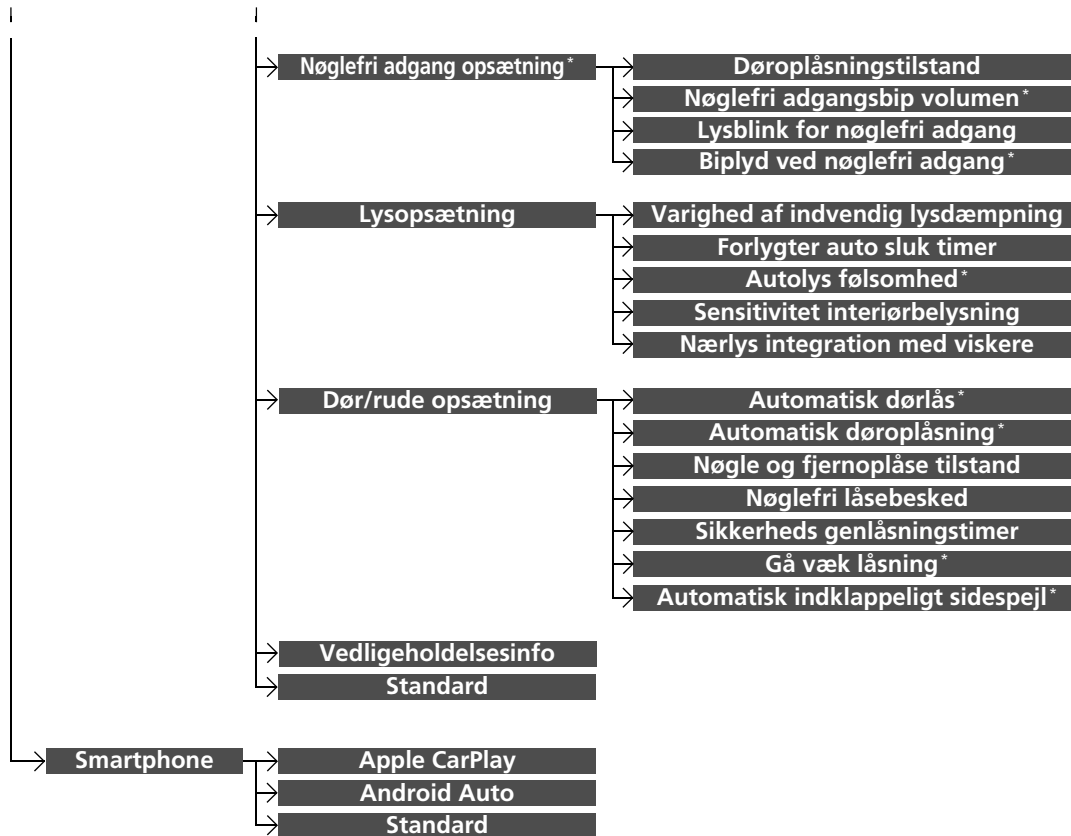 Nøglefri adgang opsætning*
Døroplåsningstilstand
Nøglefri adgangsbip volumen*
Lysblink for nøglefri adgang
Biplyd ved nøglefri adgang*
Lysopsætning
Varighed af indvendig lysdæmpning
Forlygter auto sluk timer
Autolys følsomhed*
Sensitivitet interiørbelysning
Nærlys integration med viskere
Dør/rude opsætning
Automatisk dørlås*
Automatisk døroplåsning*
Nøgle og fjernoplåse tilstand
Nøglefri låsebesked
Sikkerheds genlåsningstimer
Gå væk låsning*
Automatisk indklappeligt sidespejl*
Vedligeholdelsesinfo
Standard
Smartphone
Apple CarPlay
Android Auto
Standard